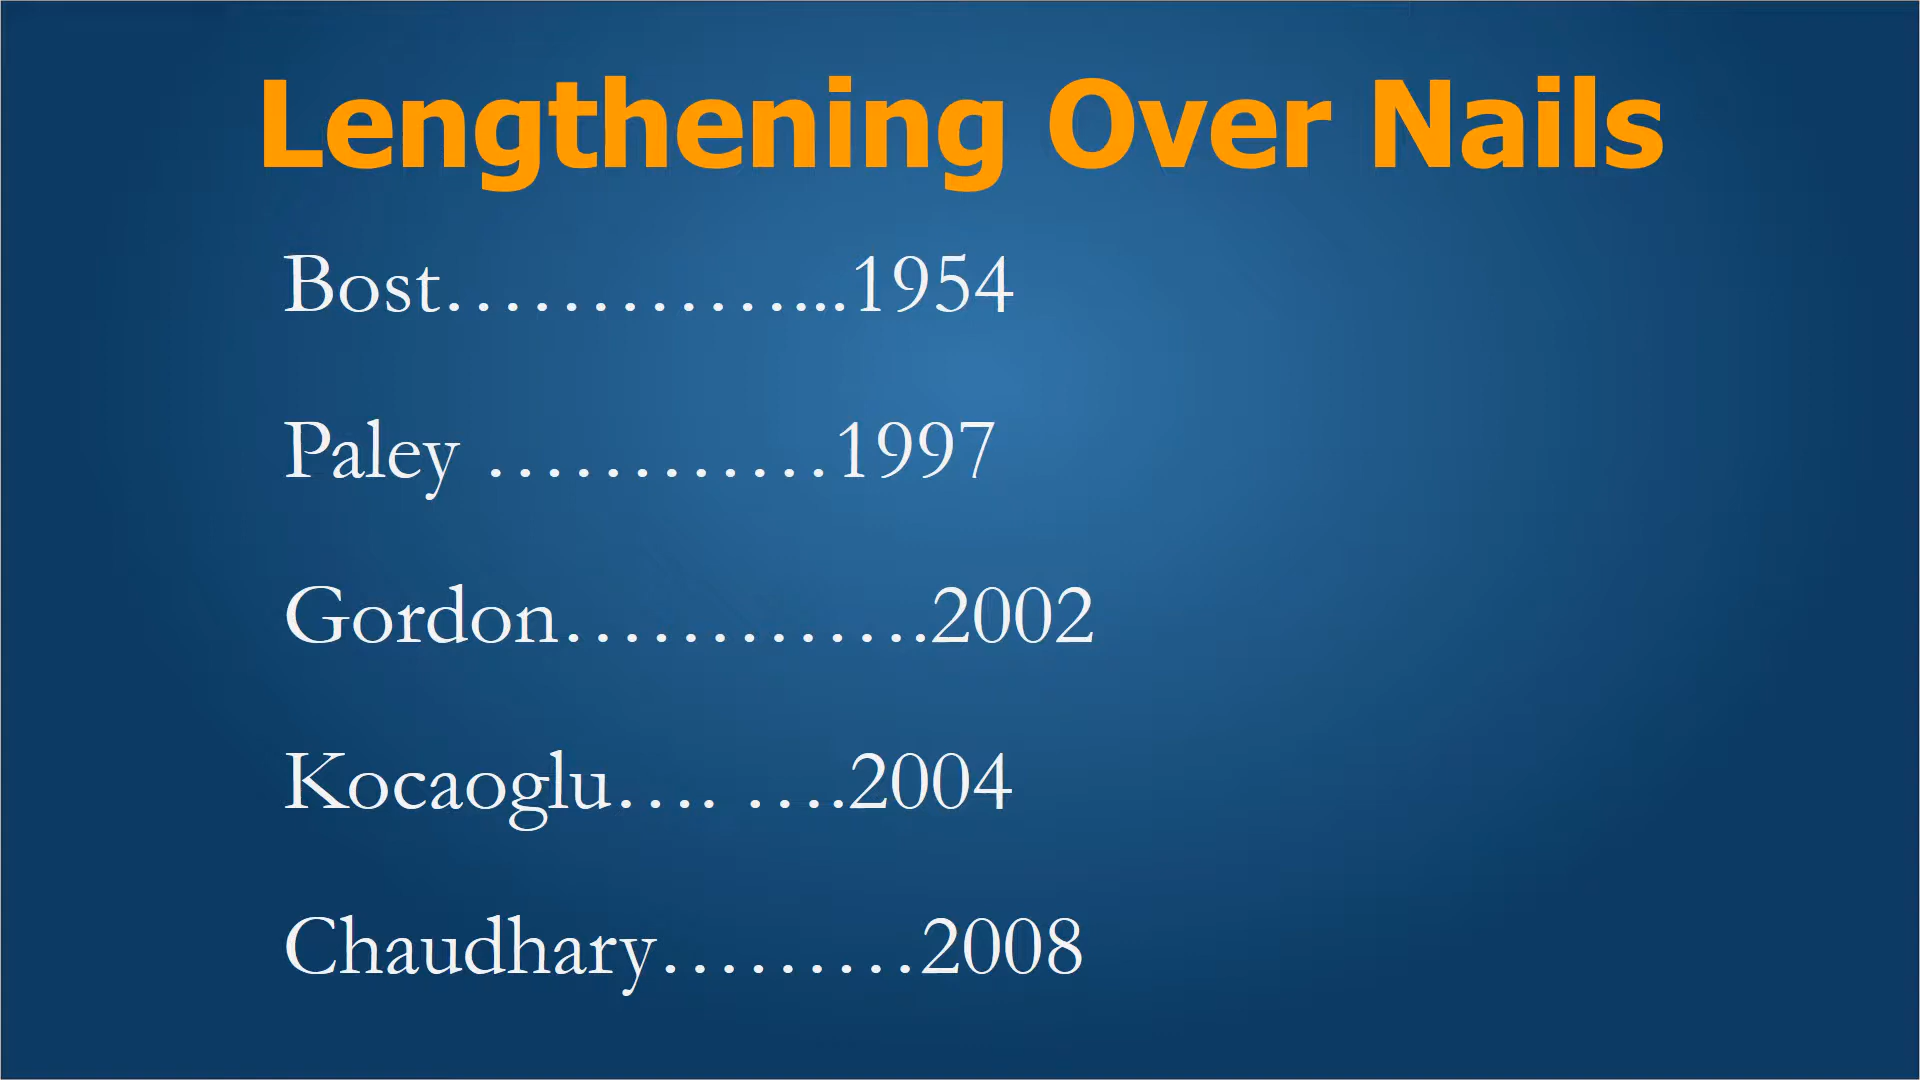 Lengthening Over Nails
Bost…………...1954
Paley …………1997
Gordon………….2002
Kocaoglu…. ….2004
Chaudhary………2008